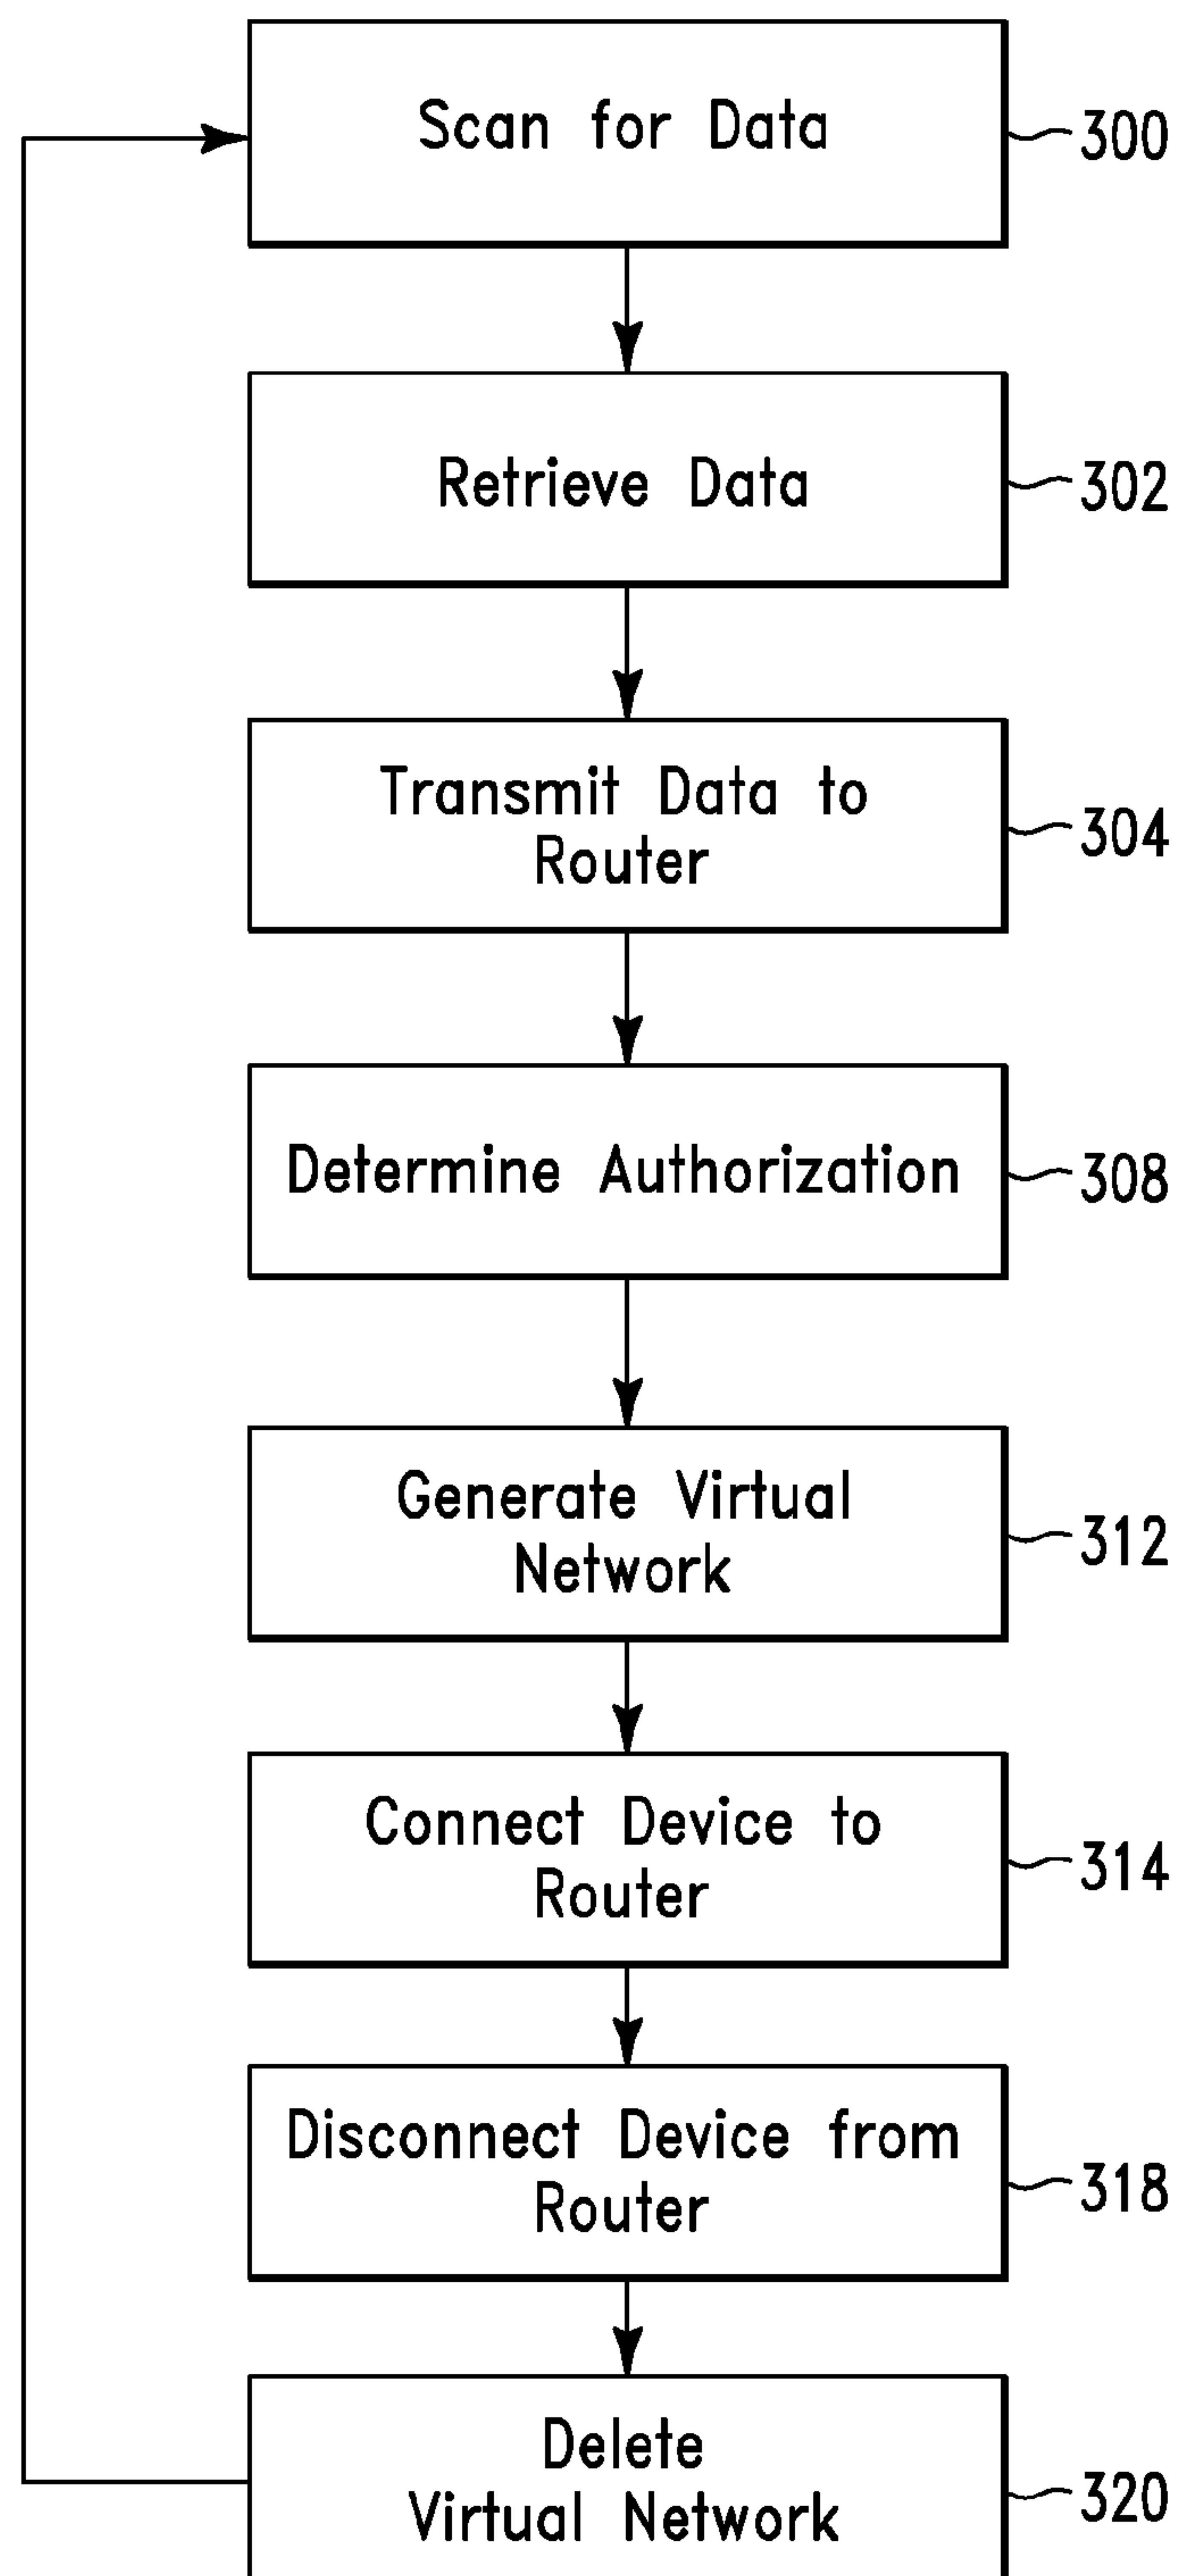 Scan for Data
300
Retrieve Data
302
Transmit Data to
Router
304
Determine Authorization
308
Generate Virtual
Network
312
Connect Device to
Router
314
Disconnect Device from
Router
318
Delete
Virtual Network
320